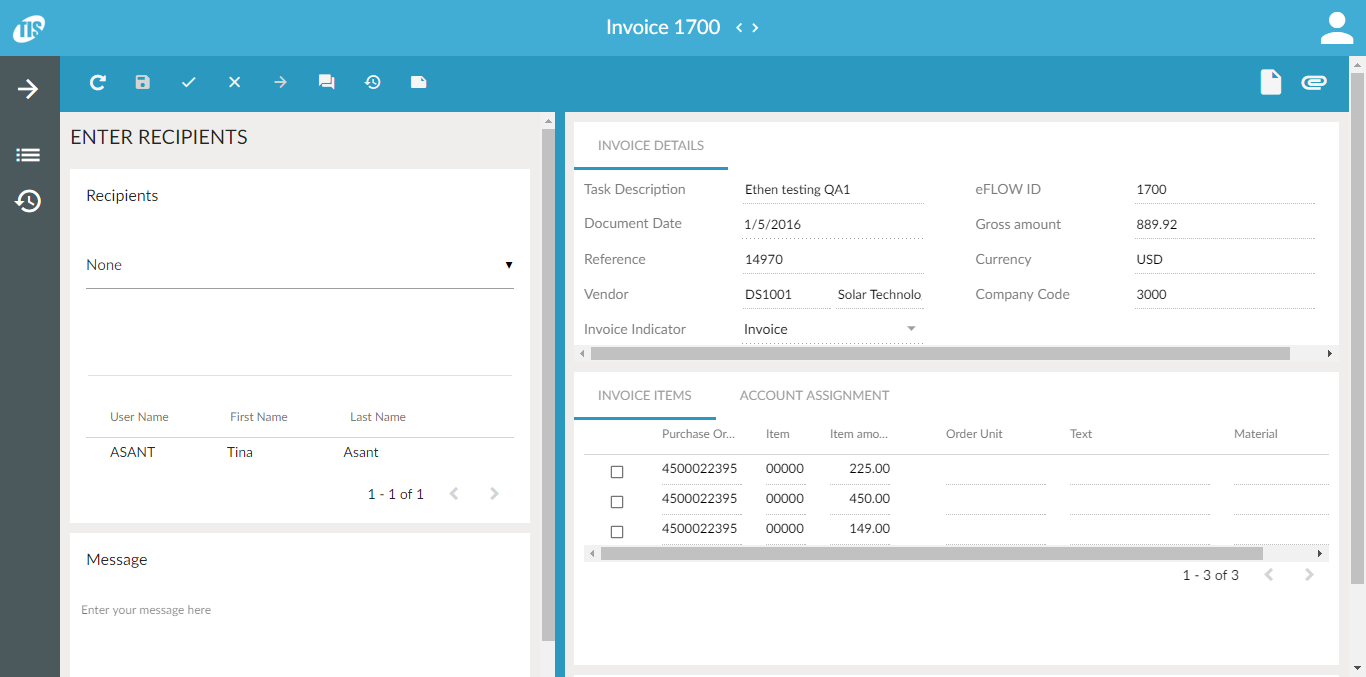 TIS
Invoice 1700
ENTER RECIPIENTS
Recipients
None
User Name First Name Last Name
ASANT Tina Asant
1 - 1 of 1
Message
Enter your message here
INVOICE DETAILS
Task Description Ethen testing QA1 eFLOW ID 1700
Document Date 1/5/2016 Gross amount 889.92
Reference 14970 Currency USD
Vendor DS1001 Solar Technolo Company Code 3000
Invoice Indicator Invoice
INVOICE ITEMS ACCOUNT ASSIGNMENT
Purchase Or... Item Item amo... Order Unit Text Material
4500022395 00000 225.00
4500022395 00000 450.00
4500022395 00000 149.00
1 - 3 of 3